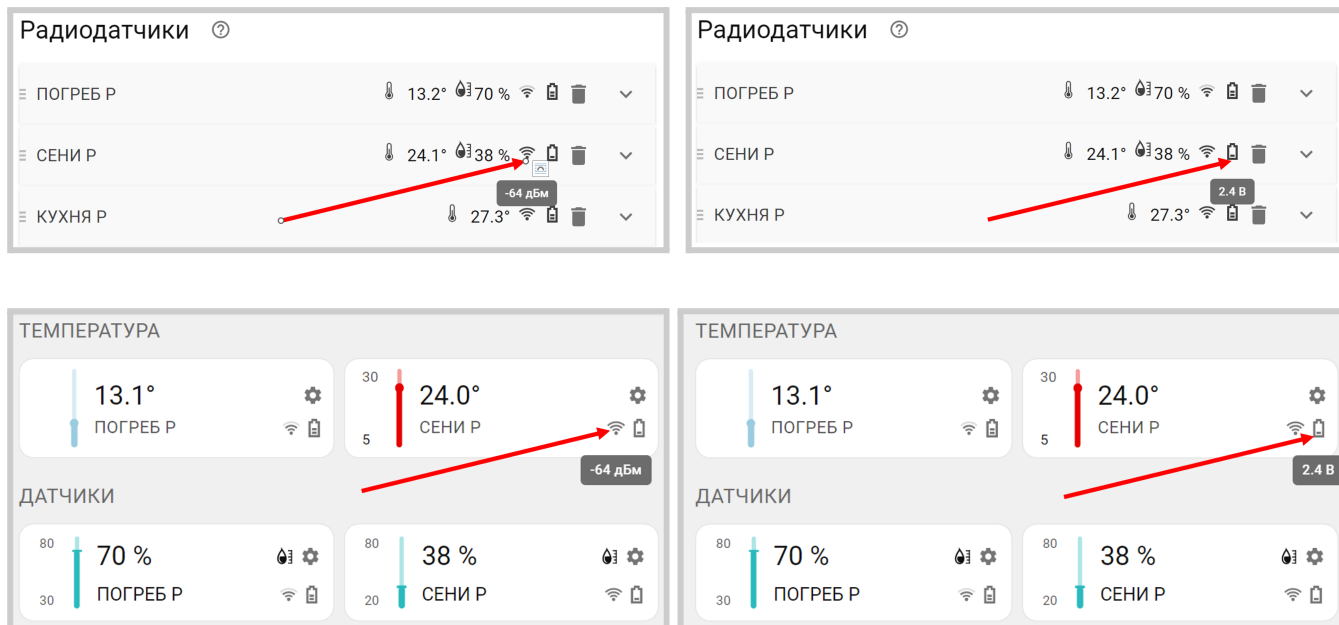 Радиодатчики
ПОГРЕБ Р 13.2° 70 %
СЕНИ Р 24.1° 38 %
-64 дБм
КУХНЯ Р 27.3°
Радиодатчики
ПОГРЕБ Р 13.2° 70 %
СЕНИ Р 24.1° 38 %
2.4 В
КУХНЯ Р 27.3°
ТЕМПЕРАТУРА
13.1°
ПОГРЕБ Р
30
24.0°
СЕНИ Р
5
-64 дБм
ДАТЧИКИ
80
70 %
ПОГРЕБ Р
30
80
38 %
СЕНИ Р
20
ТЕМПЕРАТУРА
13.1°
ПОГРЕБ Р
30
24.0°
СЕНИ Р
5
2.4 В
ДАТЧИКИ
80
70 %
ПОГРЕБ Р
30
80
38 %
СЕНИ Р
20